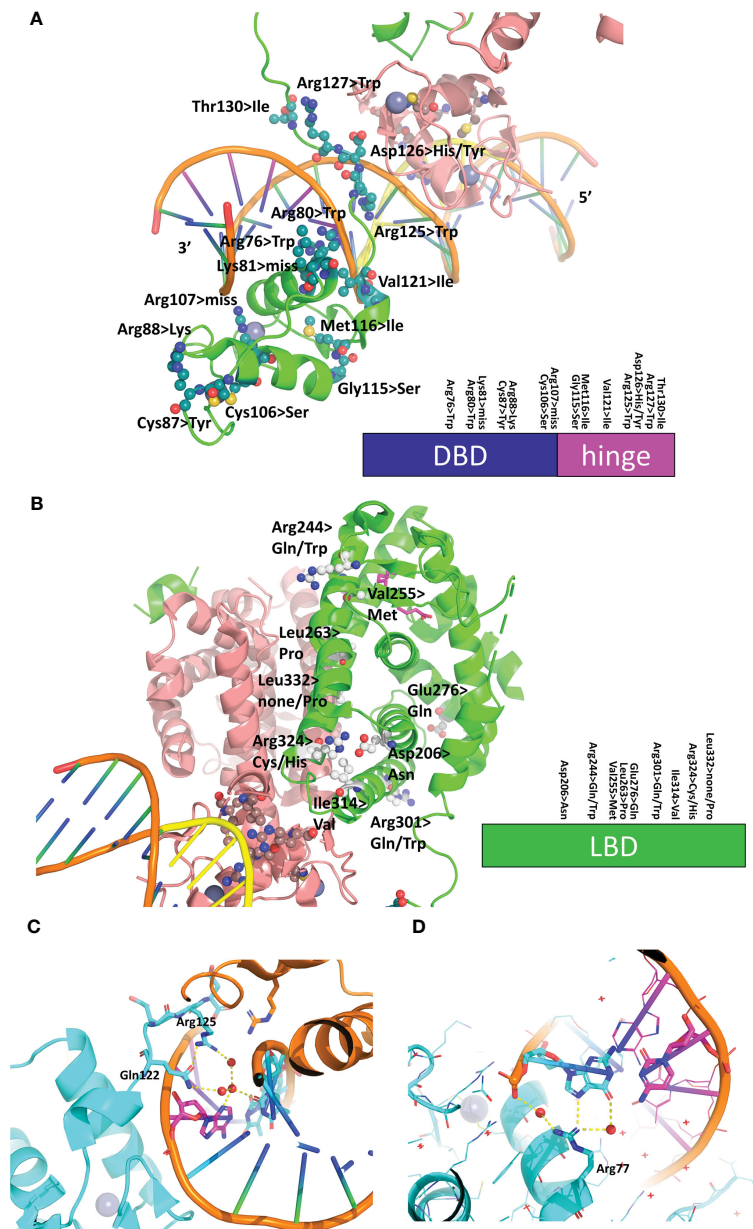 A
Arg127>Trp
Thr130>Ile
Asp126>His/Tyr
5’
Arg80>Trp
3’
Arg76>Trp
Arg125>Trp
Lys81>miss
Val121>Ile
Arg107>miss
Arg88>Lys
Met116>Ile
Gly115>Ser
Cys106>Ser
Cys87>Tyr
Arg76>Trp
Arg80>Trp
Lys81>miss
Cys87>Tyr
Arg88>Lys
Cys106>Ser
Arg107>miss
Gly115>Ser
Met116>Ile
Val121>Ile
Arg125>Trp
Asp126>His/Tyr
Arg127>Trp
Thr130>Ile
DBD
hinge
B
Arg244>
Gln/Trp
Val255>
Met
Leu263>
Pro
Leu332>
none/Pro
Glu276>
Gln
Arg324>
Cys/His
Asp206>
Asn
Ile314>
Val
Arg301>
Gln/Trp
Asp206>Asn
Arg244>Gln/Trp
Val255>Met
Leu263>Pro
Glu276>Gln
Arg301>Gln/Trp
Ile314>Val
Arg324>Cys/His
Leu332>none/Pro
LBD
C
Arg125
Gln122
D
Arg77